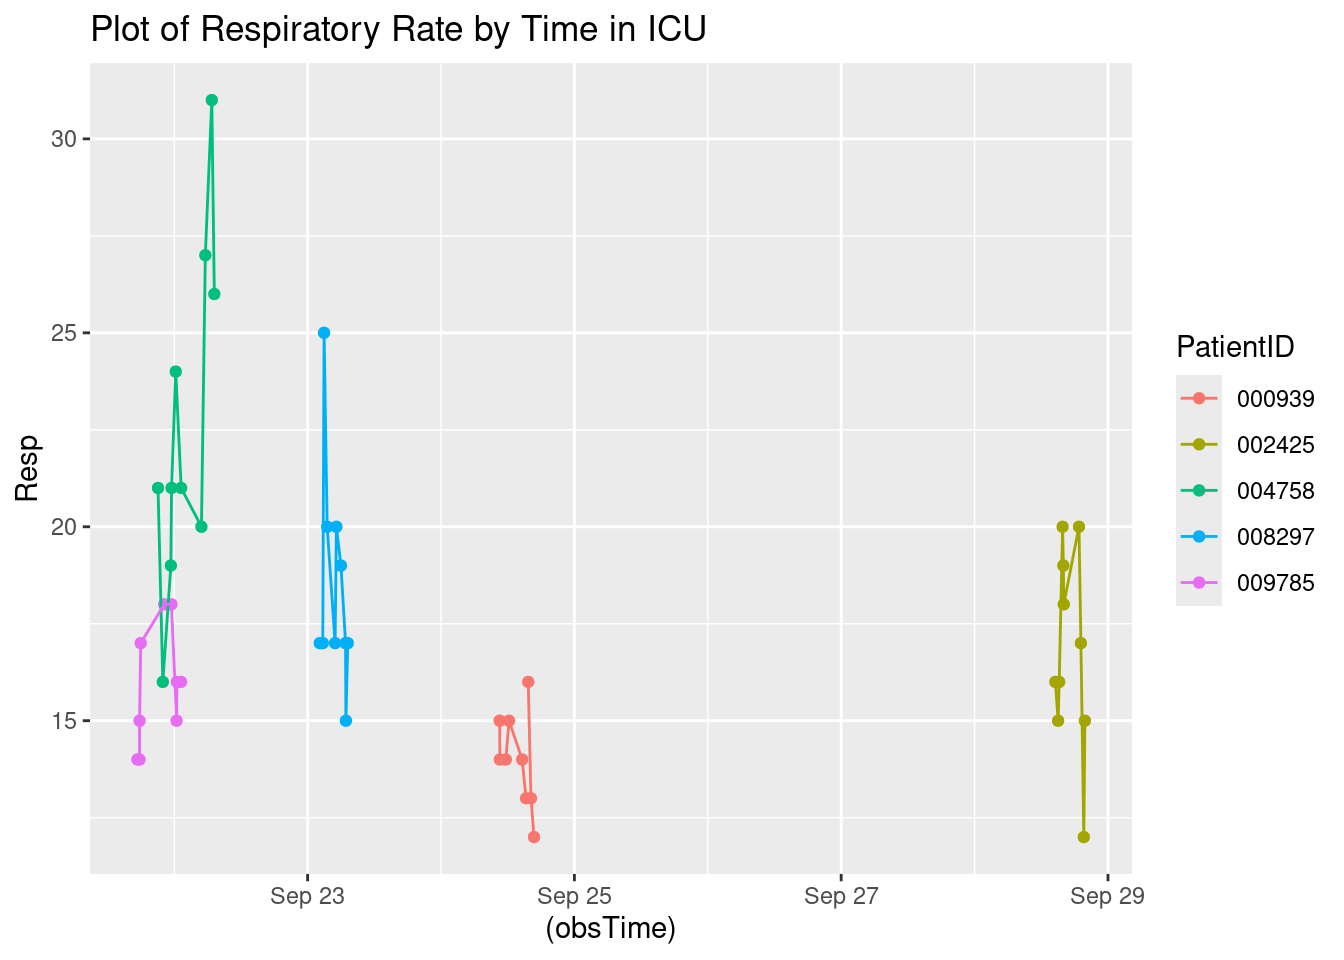 Plot of Respiratory Rate by Time in ICU
30
25
20
15
Resp
Sep 23
Sep 25
Sep 27
Sep 29
(obsTime)
PatientID
000939
002425
004758
008297
009785